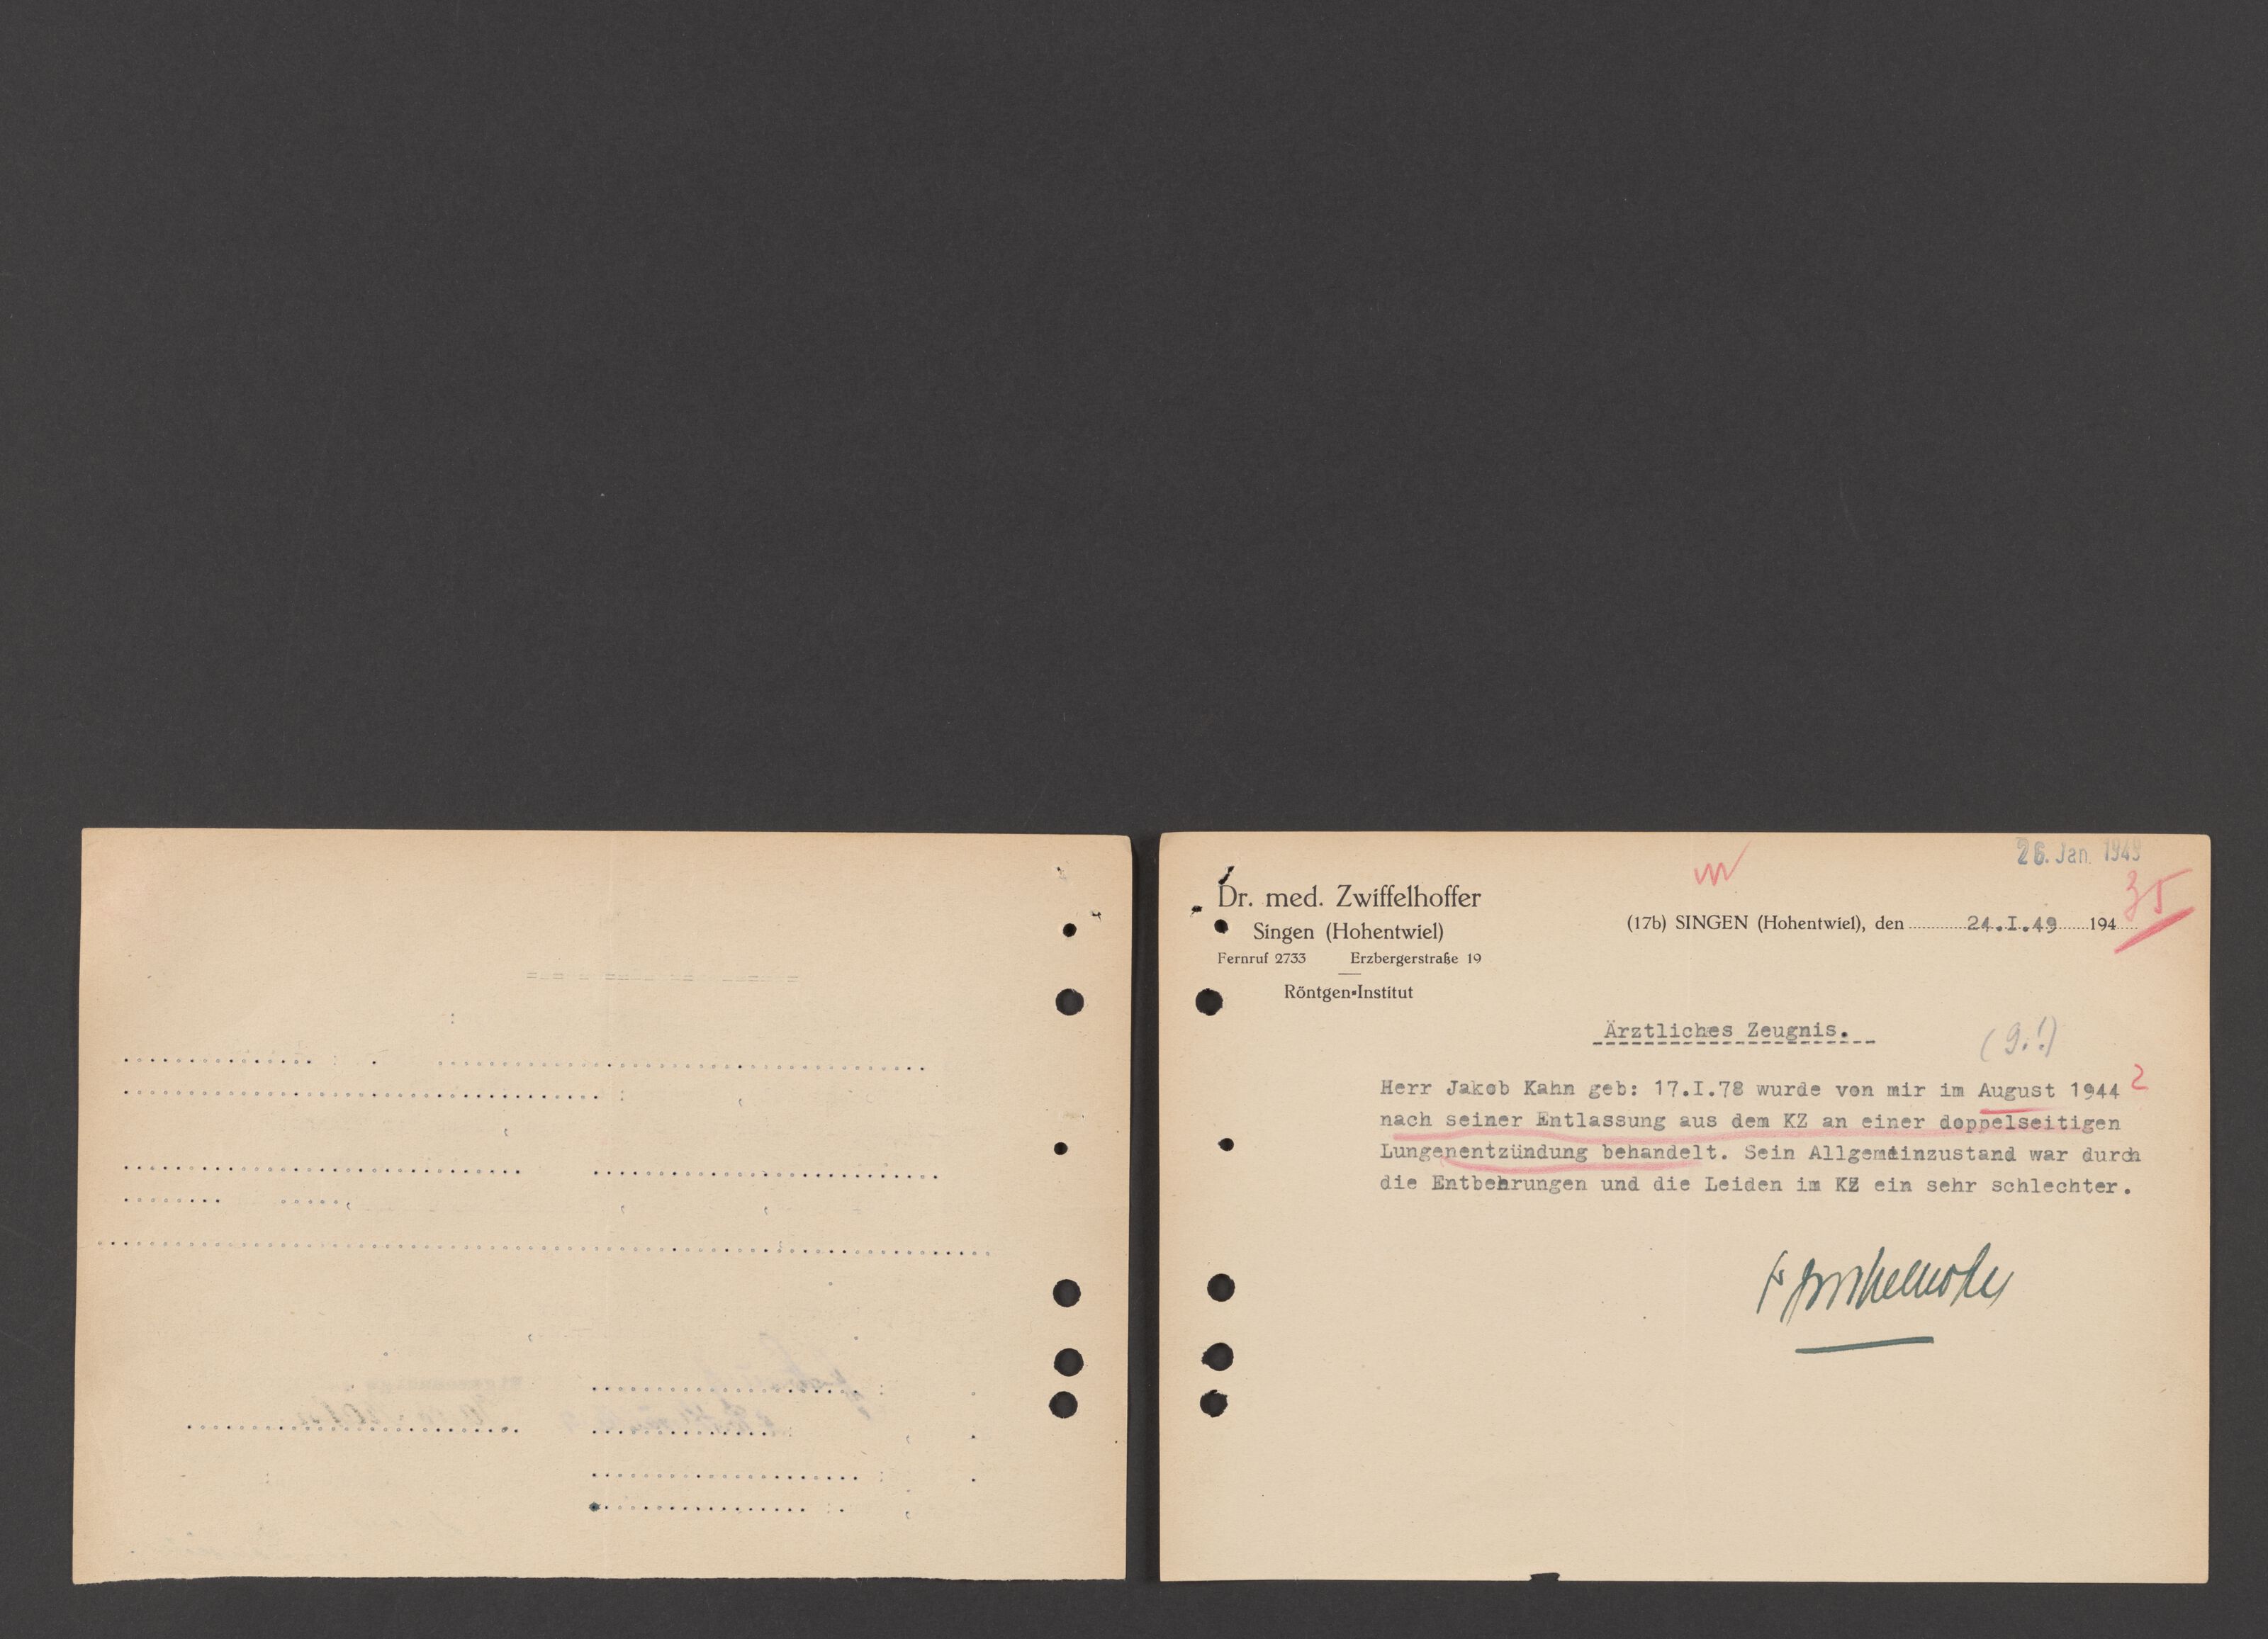 26. Jan. 1949
35
Dr. med. Zwiffelhoffer
Singen (Hohentwiel)
(17b) SINGEN (Hohentwiel), den 24.I.49 194
Fernruf 2733 Erzbergerstraße 19
Röntgen-Institut
Ärztliches Zeugnis.
(9.!)
Herr Jakob Kahn geb: 17.I.78 wurde von mir im August 1944 2
nach seiner Entlassung aus dem KZ an einer doppelseitigen
Lungenentzündung behandelt. Sein Allgemeinzustand war durch
die Entbehrungen und die Leiden im KZ ein sehr schlechter.